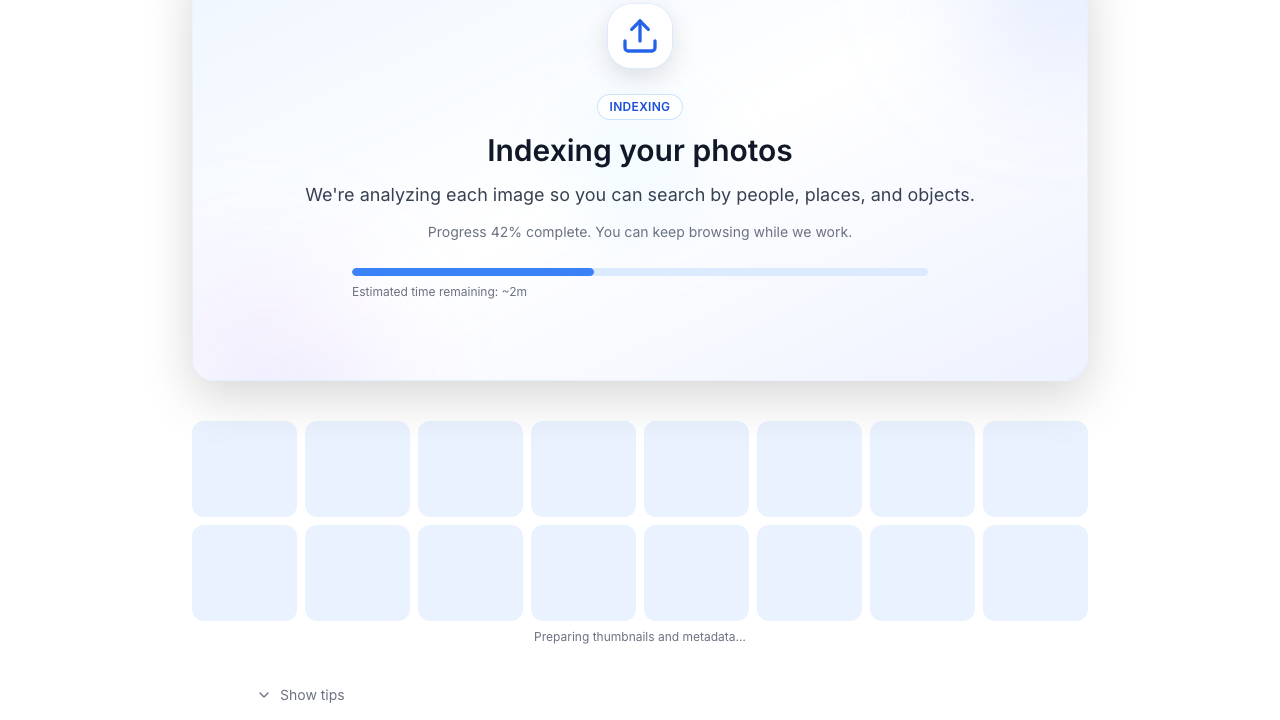 INDEXING
Indexing your photos
We're analyzing each image so you can search by people, places, and objects.
Progress 42% complete. You can keep browsing while we work.
Estimated time remaining: ~2m
Preparing thumbnails and metadata...
Show tips